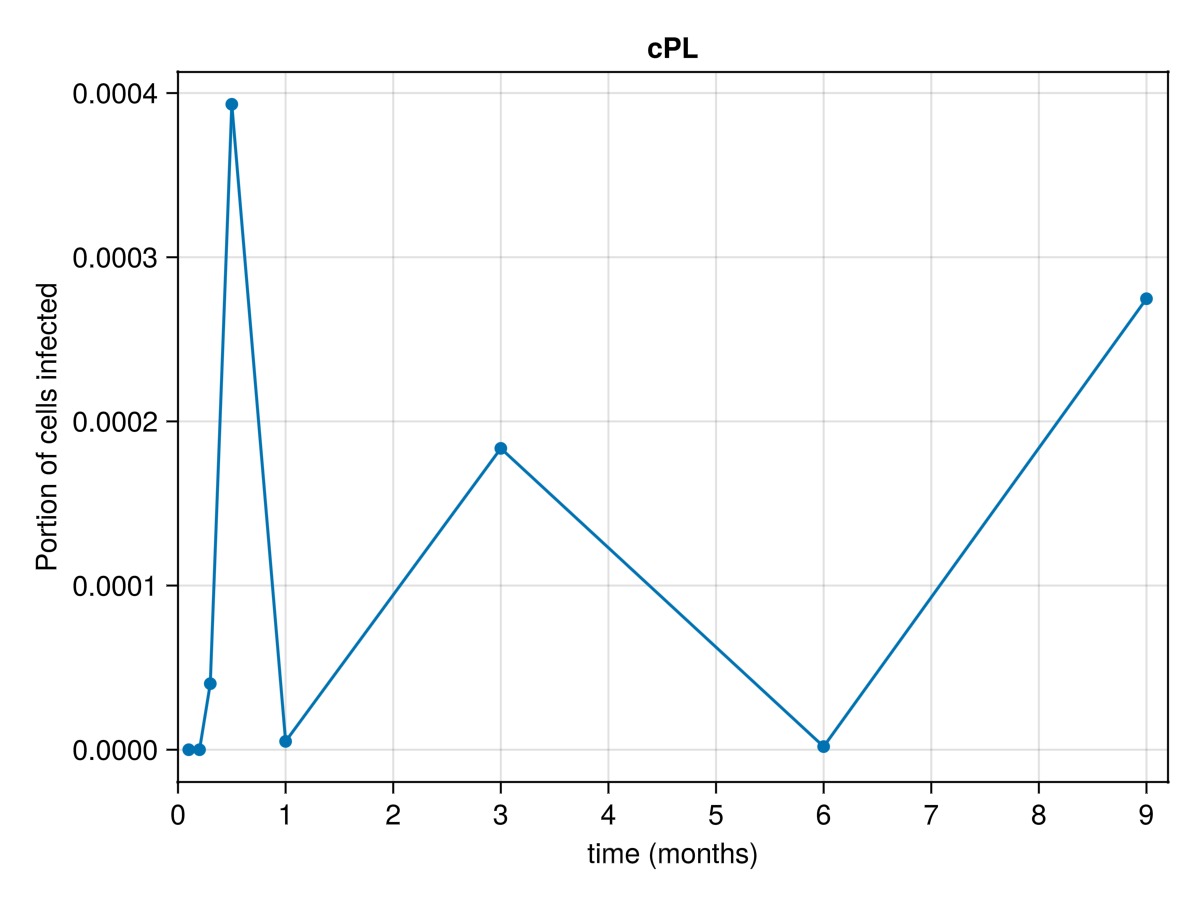 cPL
0.0004
0.0003
0.0002
0.0001
0.0000
Portion of cells infected
0 1 2 3 4 5 6 7 8 9
time (months)